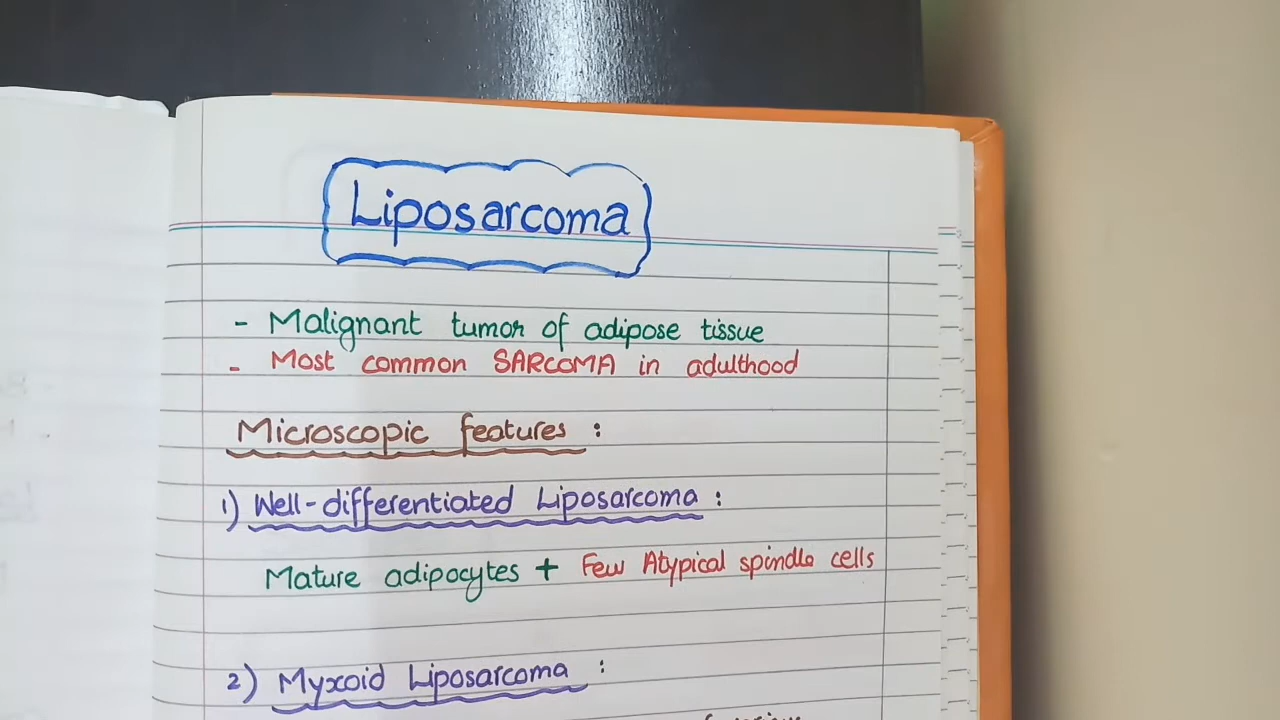 Liposarcoma
- Malignant tumor of adipose tissue
- Most common SARCOMA in adulthood
Microscopic features :
1) Well-differentiated Liposarcoma :
Mature adipocytes + Few Atypical spindle cells
2) Myxoid Liposarcoma :